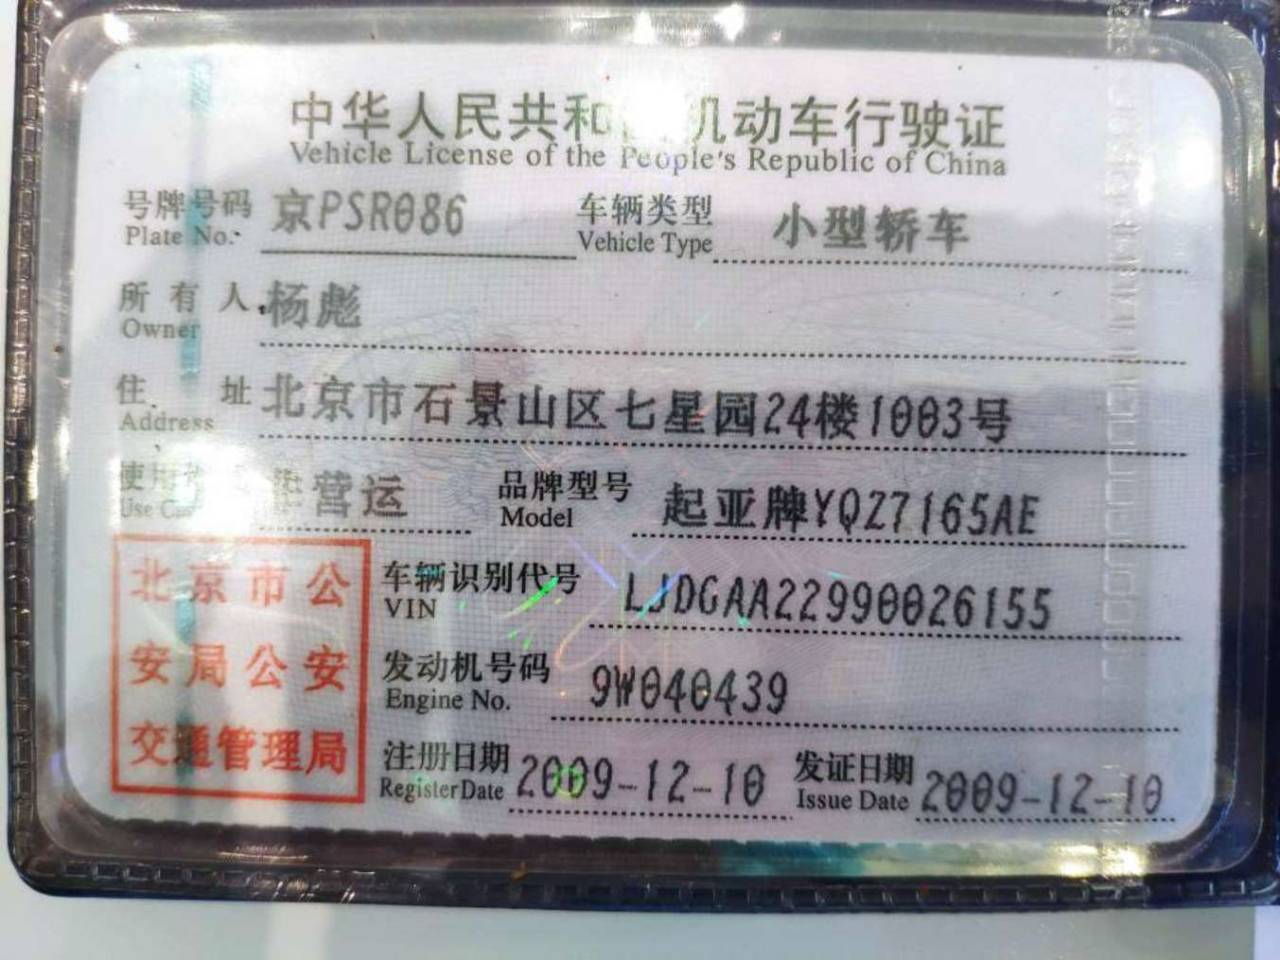 中华人民共和国机动车行驶证
Vehicle License of the People's Republic of China
号牌号码 京PSR086 车辆类型 小型轿车
Plate No. Vehicle Type
所有人 杨彪
Owner
住址 北京市石景山区七星园24楼1003号
Address
使用 非营运 品牌型号 起亚牌YQZ7165AE
Use Model
北京市公 车辆识别代号 LJDGAA22990026155
VIN
安局公安 发动机号码 9W040439
Engine No.
交通管理局 注册日期 2009-12-10 发证日期 2009-12-10
Register Date Issue Date